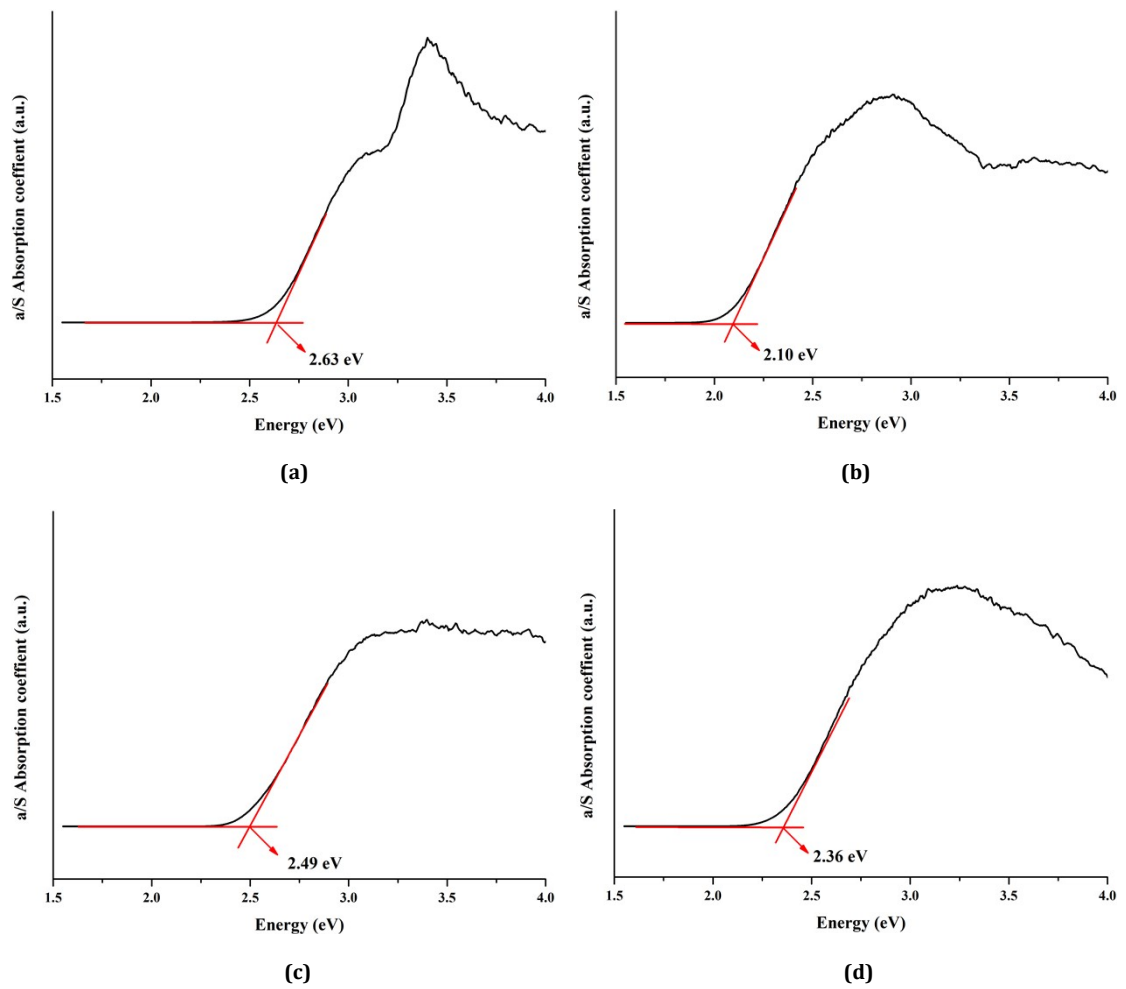 a/S Absorption coeffient (a.u.)
2.63 eV
1.5 2.0 2.5 3.0 3.5 4.0
Energy (eV)
(a)
a/S Absorption coeffient (a.u.)
2.10 eV
1.5 2.0 2.5 3.0 3.5 4.0
Energy (eV)
(b)
a/S Absorption coeffient (a.u.)
2.49 eV
1.5 2.0 2.5 3.0 3.5 4.0
Energy (eV)
(c)
a/S Absorption coeffient (a.u.)
2.36 eV
1.5 2.0 2.5 3.0 3.5 4.0
Energy (eV)
(d)